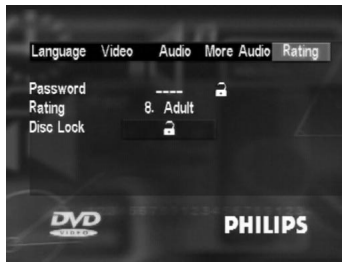 Language Video Audio More Audio Rating
Password ----
Rating 8. Adult
Disc Lock
DVD
VIDEO
PHILIPS